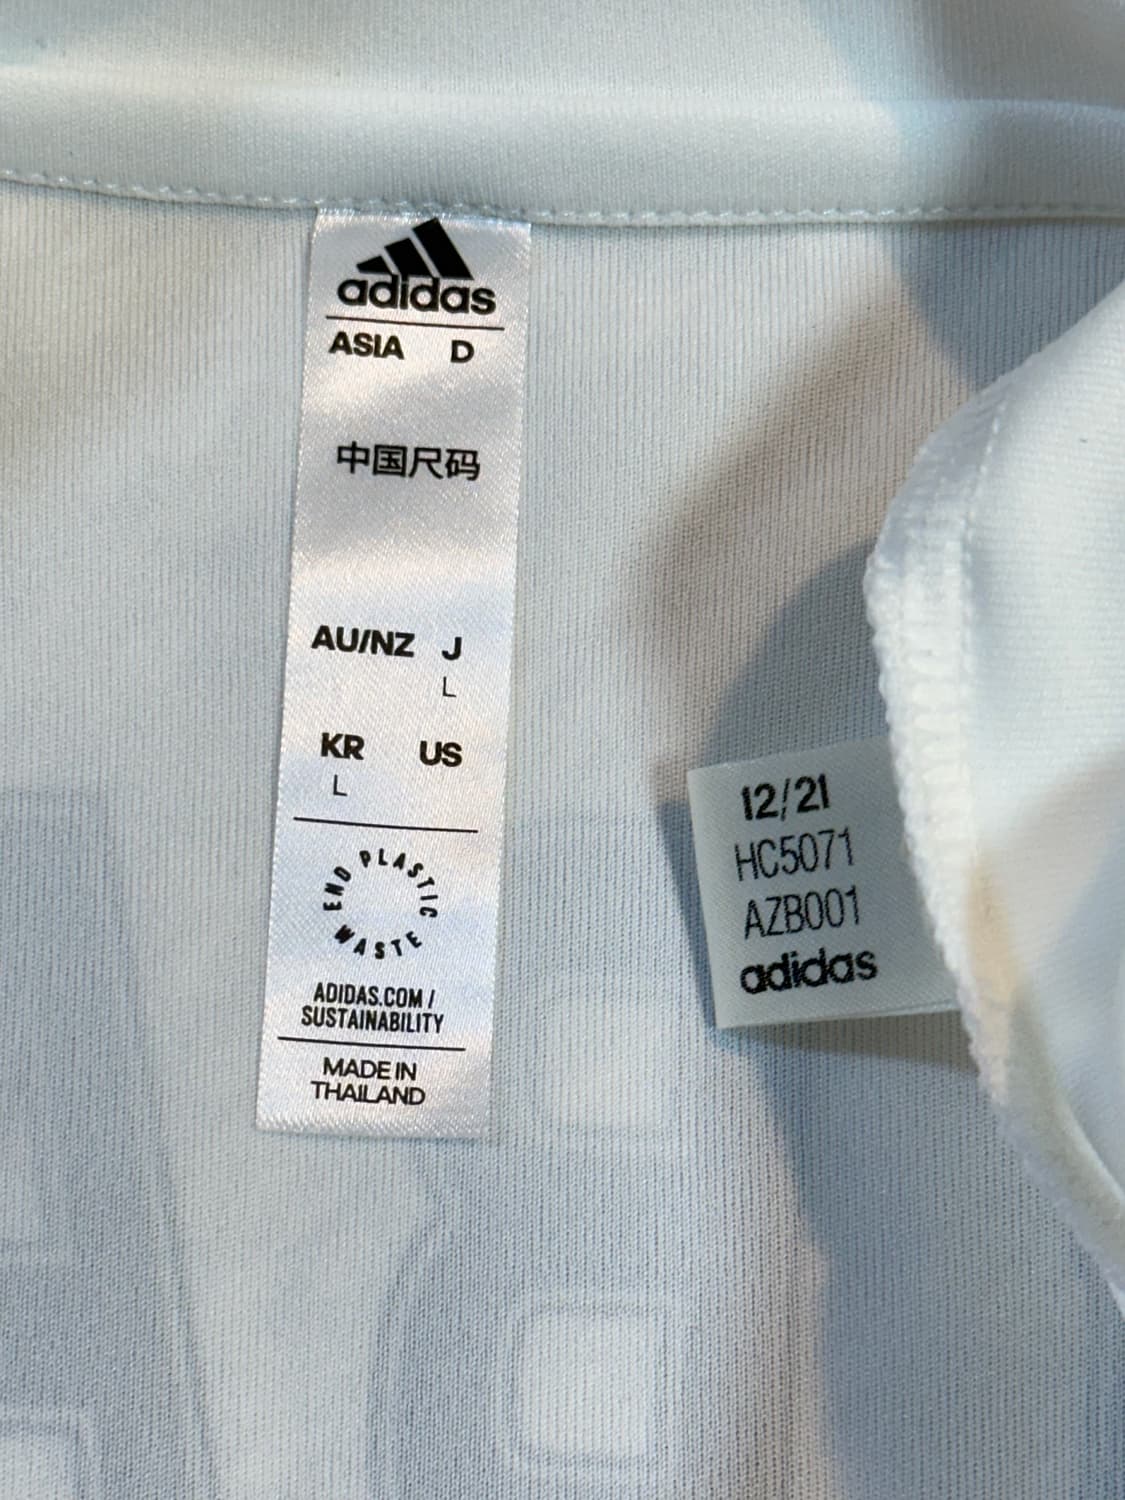 adidas
ASIA D
中国尺码
AU/NZ J
L
KR US
L
END PLASTIC WASTE
ADIDAS.COM /
SUSTAINABILITY
MADE IN
THAILAND
12/21
HC5071
AZB001
adidas